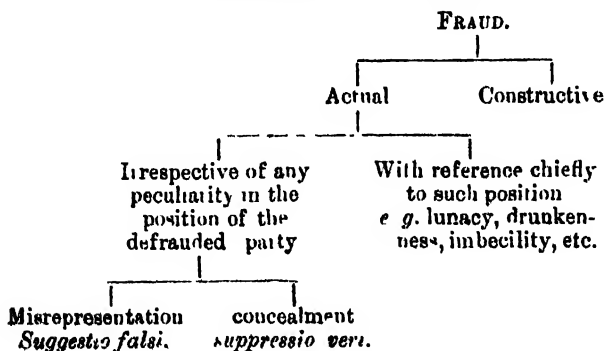 FRAUD.
Actual Constructive
Irrespective of any
peculiarity in the
position of the
defrauded party
With reference chiefly
to such position
e g. lunacy, drunken-
ness, imbecility, etc.
Misrepresentation
Suggestio falsi.
concealment
suppressio veri.